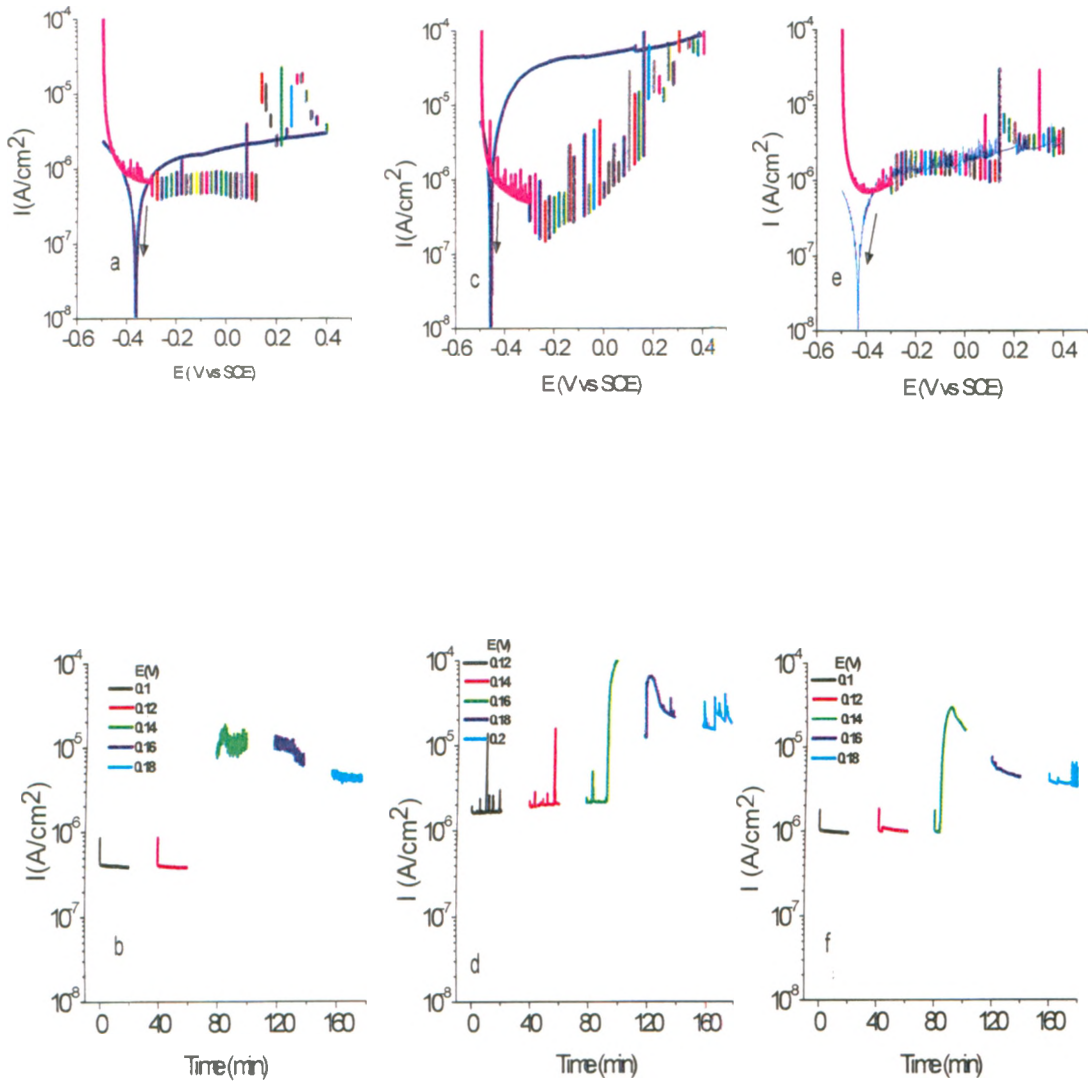 10⁻⁴
10⁻⁵
10⁻⁶
10⁻⁷
10⁻⁸
I(A/cm²)
a
-0.6 -0.4 -0.2 0.0 0.2 0.4
E (V vs SCE)
10⁻⁴
10⁻⁵
10⁻⁶
10⁻⁷
10⁻⁸
I(A/cm²)
c
-0.6 -0.4 -0.2 0.0 0.2 0.4
E (V vs SCE)
10⁻⁴
10⁻⁵
10⁻⁶
10⁻⁷
10⁻⁸
I (A/cm²)
e
-0.6 -0.4 -0.2 0.0 0.2 0.4
E (V vs SCE)
10⁻⁴
10⁻⁵
10⁻⁶
10⁻⁷
10⁻⁸
I(A/cm²)
E(V)
0.1
0.12
0.14
0.16
0.18
b
0 40 80 120 160
Time(min)
10⁻⁴
10⁻⁵
10⁻⁶
10⁻⁷
10⁻⁸
I (A/cm²)
E(V)
0.12
0.14
0.16
0.18
0.2
d
0 40 80 120 160
Time(min)
10⁻⁴
10⁻⁵
10⁻⁶
10⁻⁷
10⁻⁸
I (A/cm²)
E(V)
0.1
0.12
0.14
0.16
0.18
f
0 40 80 120 160
Time(min)